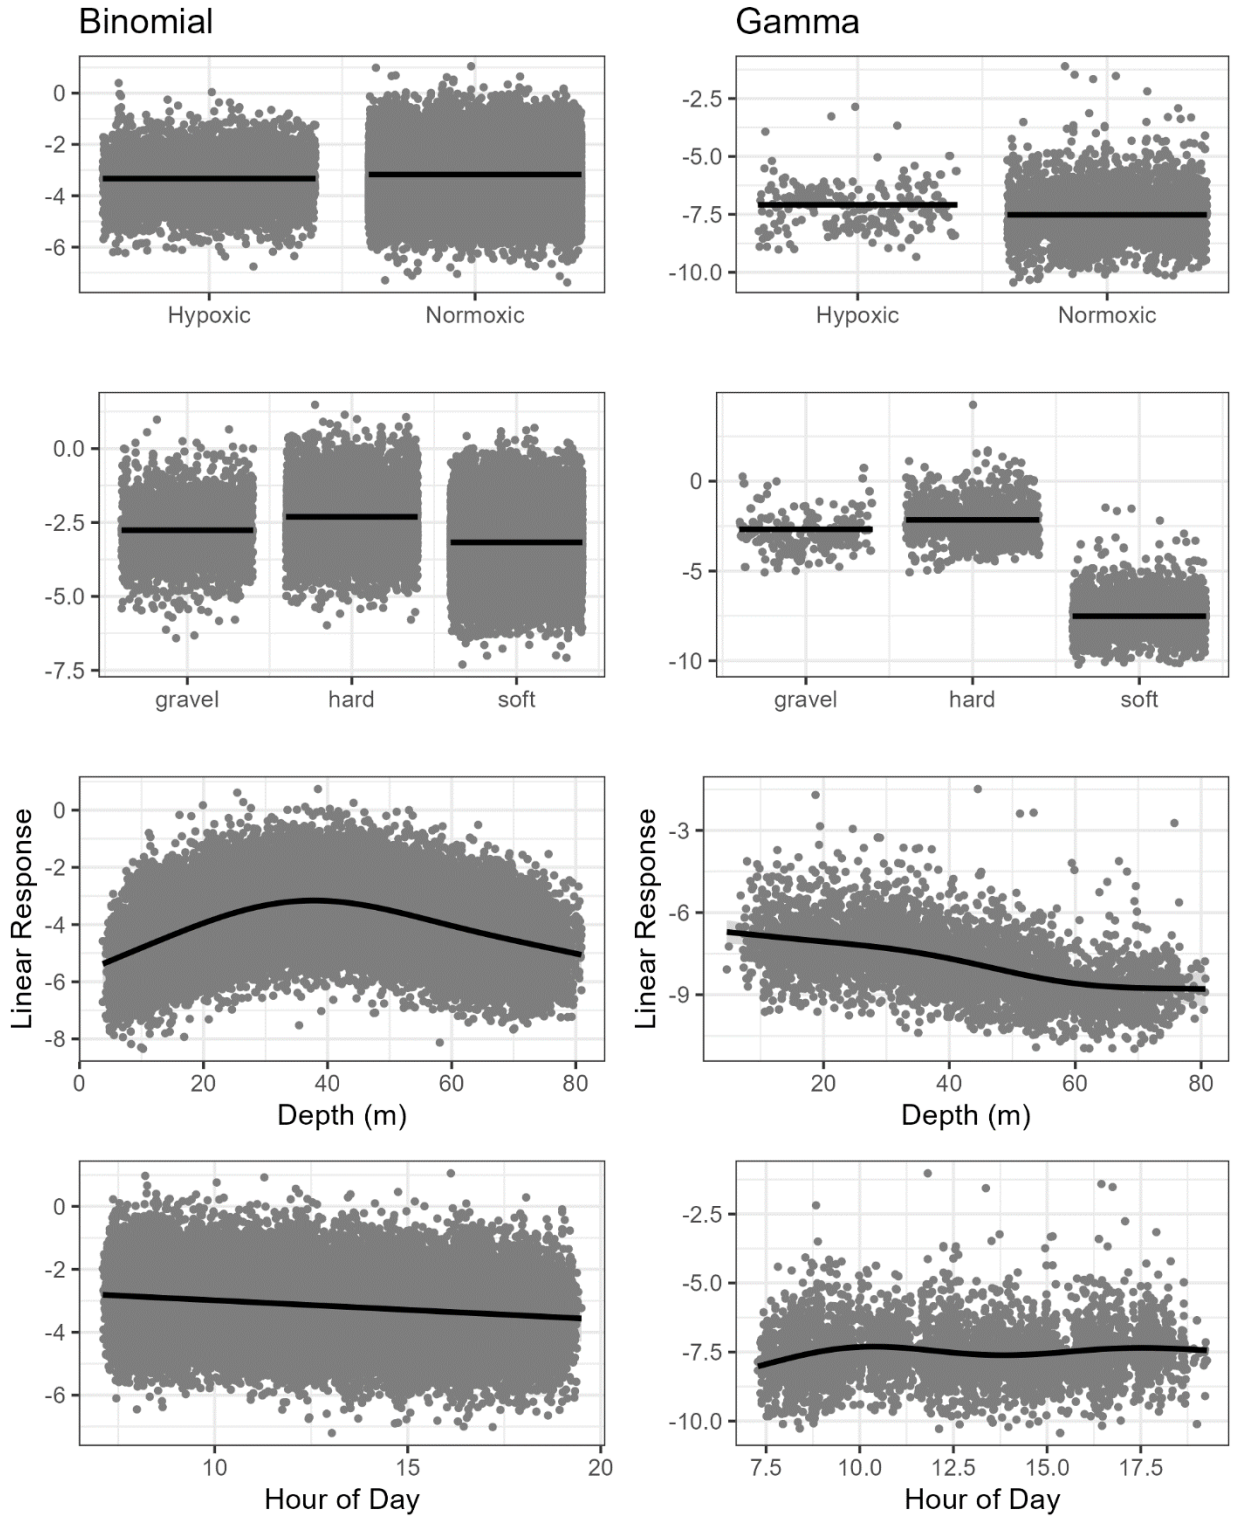 Binomial
Gamma
0
-2
-4
-6
Hypoxic
Normoxic
-2.5
-5.0
-7.5
-10.0
Hypoxic
Normoxic
0.0
-2.5
-5.0
-7.5
gravel
hard
soft
0
-5
-10
gravel
hard
soft
Linear Response
0
-2
-4
-6
-8
0
20
40
60
80
Depth (m)
Linear Response
-3
-6
-9
20
40
60
80
Depth (m)
0
-2
-4
-6
10
15
20
Hour of Day
-2.5
-5.0
-7.5
-10.0
7.5
10.0
12.5
15.0
17.5
Hour of Day